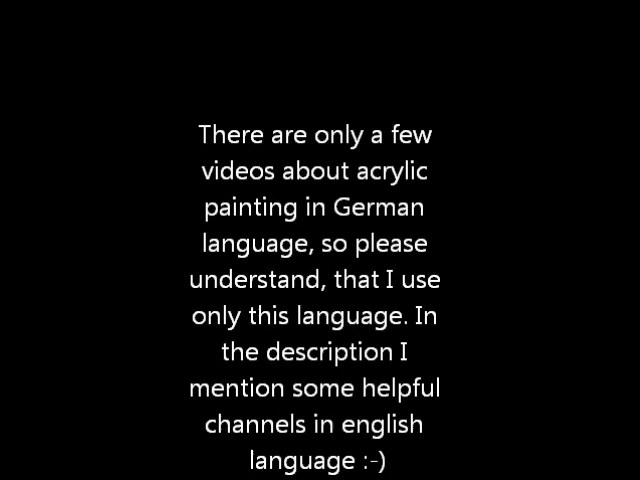 There are only a few
videos about acrylic
painting in German
language, so please
understand, that I use
only this language. In
the description I
mention some helpful
channels in english
language :-)